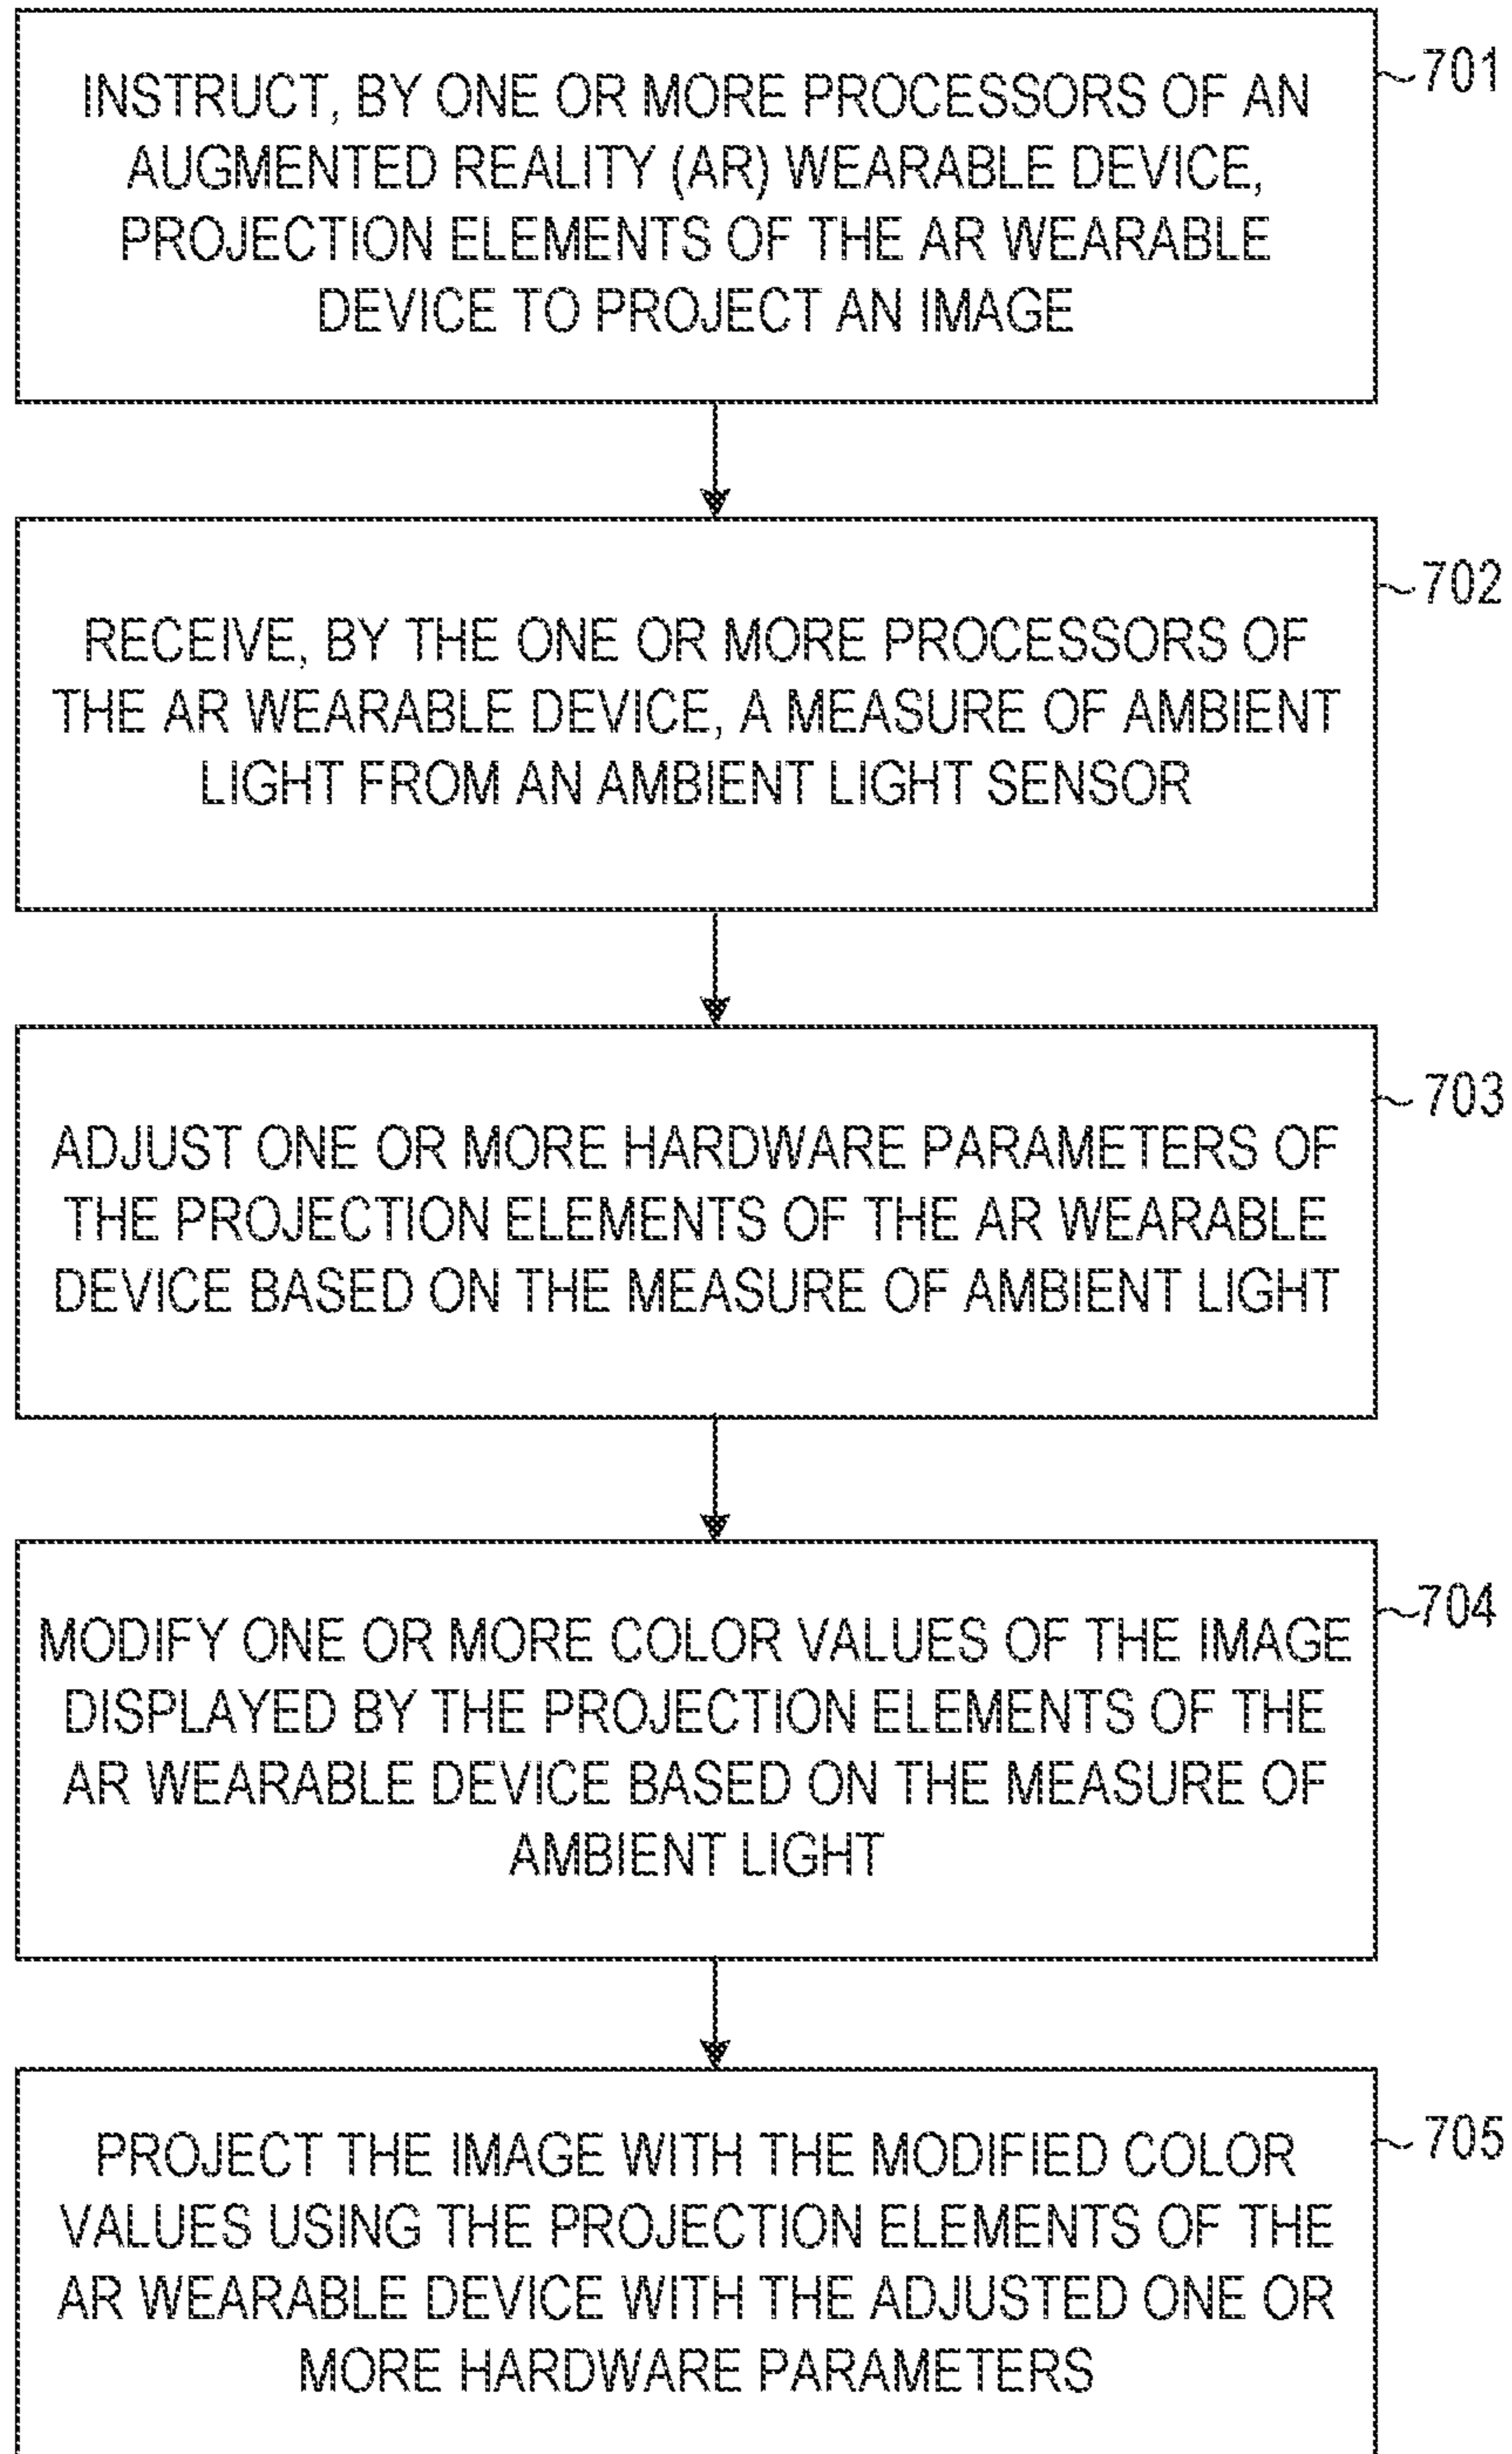 701
INSTRUCT, BY ONE OR MORE PROCESSORS OF AN
AUGMENTED REALITY (AR) WEARABLE DEVICE,
PROJECTION ELEMENTS OF THE AR WEARABLE
DEVICE TO PROJECT AN IMAGE
702
RECEIVE, BY THE ONE OR MORE PROCESSORS OF
THE AR WEARABLE DEVICE, A MEASURE OF AMBIENT
LIGHT FROM AN AMBIENT LIGHT SENSOR
703
ADJUST ONE OR MORE HARDWARE PARAMETERS OF
THE PROJECTION ELEMENTS OF THE AR WEARABLE
DEVICE BASED ON THE MEASURE OF AMBIENT LIGHT
704
MODIFY ONE OR MORE COLOR VALUES OF THE IMAGE
DISPLAYED BY THE PROJECTION ELEMENTS OF THE
AR WEARABLE DEVICE BASED ON THE MEASURE OF
AMBIENT LIGHT
705
PROJECT THE IMAGE WITH THE MODIFIED COLOR
VALUES USING THE PROJECTION ELEMENTS OF THE
AR WEARABLE DEVICE WITH THE ADJUSTED ONE OR
MORE HARDWARE PARAMETERS